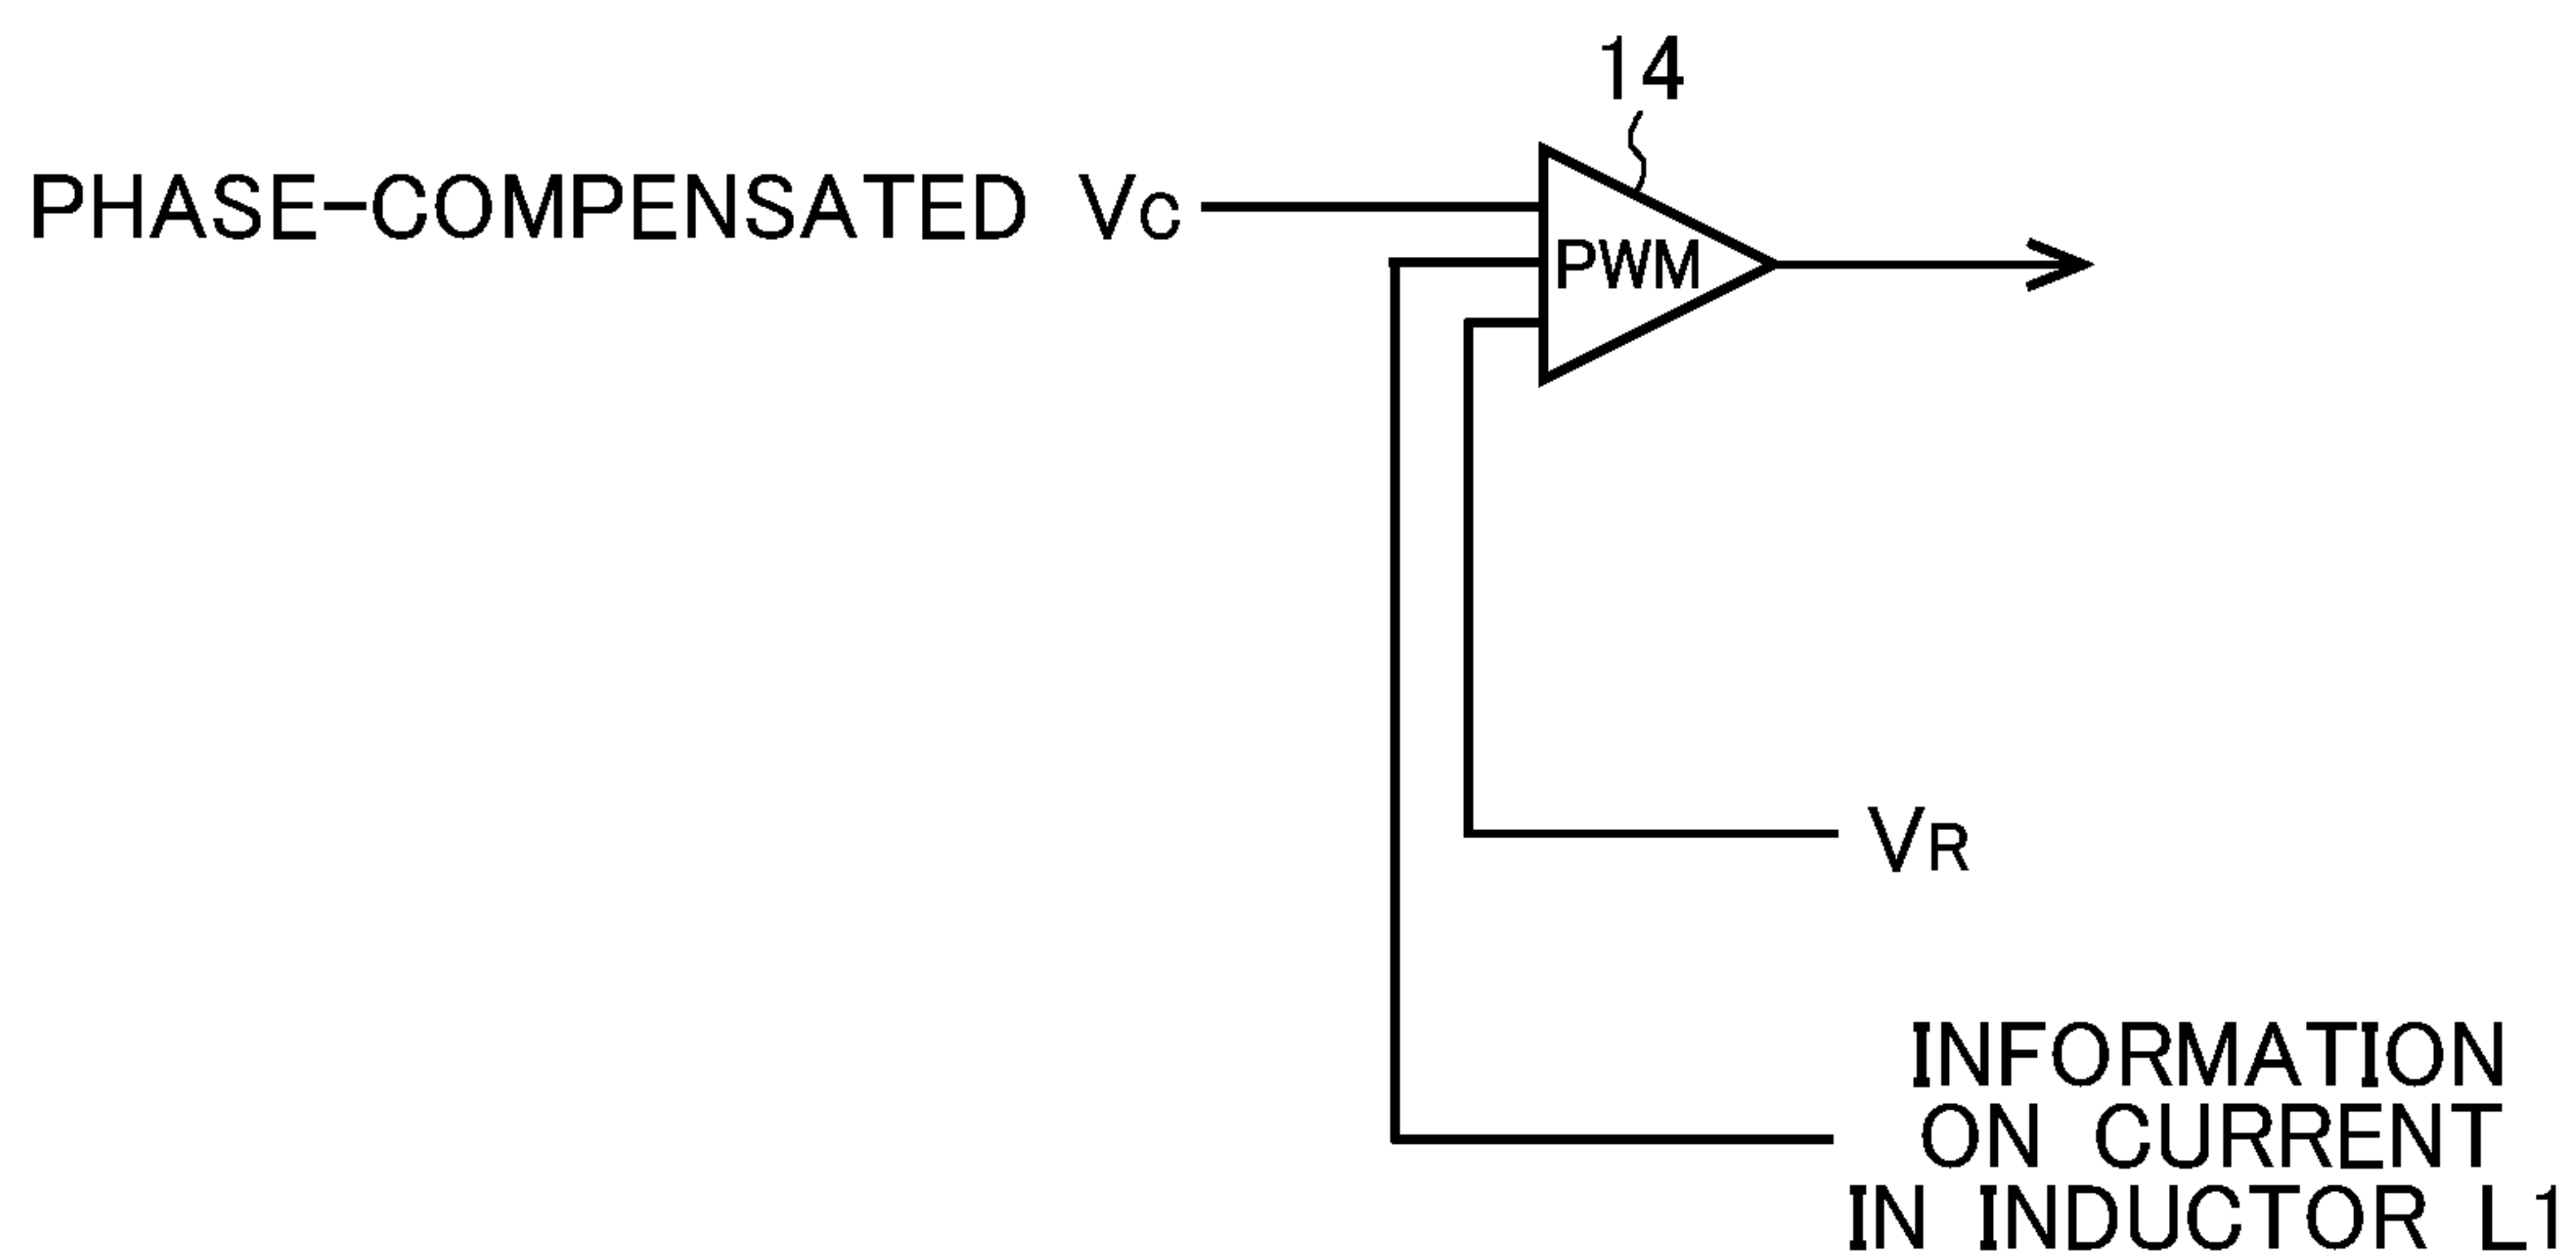 14
PHASE-COMPENSATED VC
PWM
VR
INFORMATION
ON CURRENT
IN INDUCTOR L1